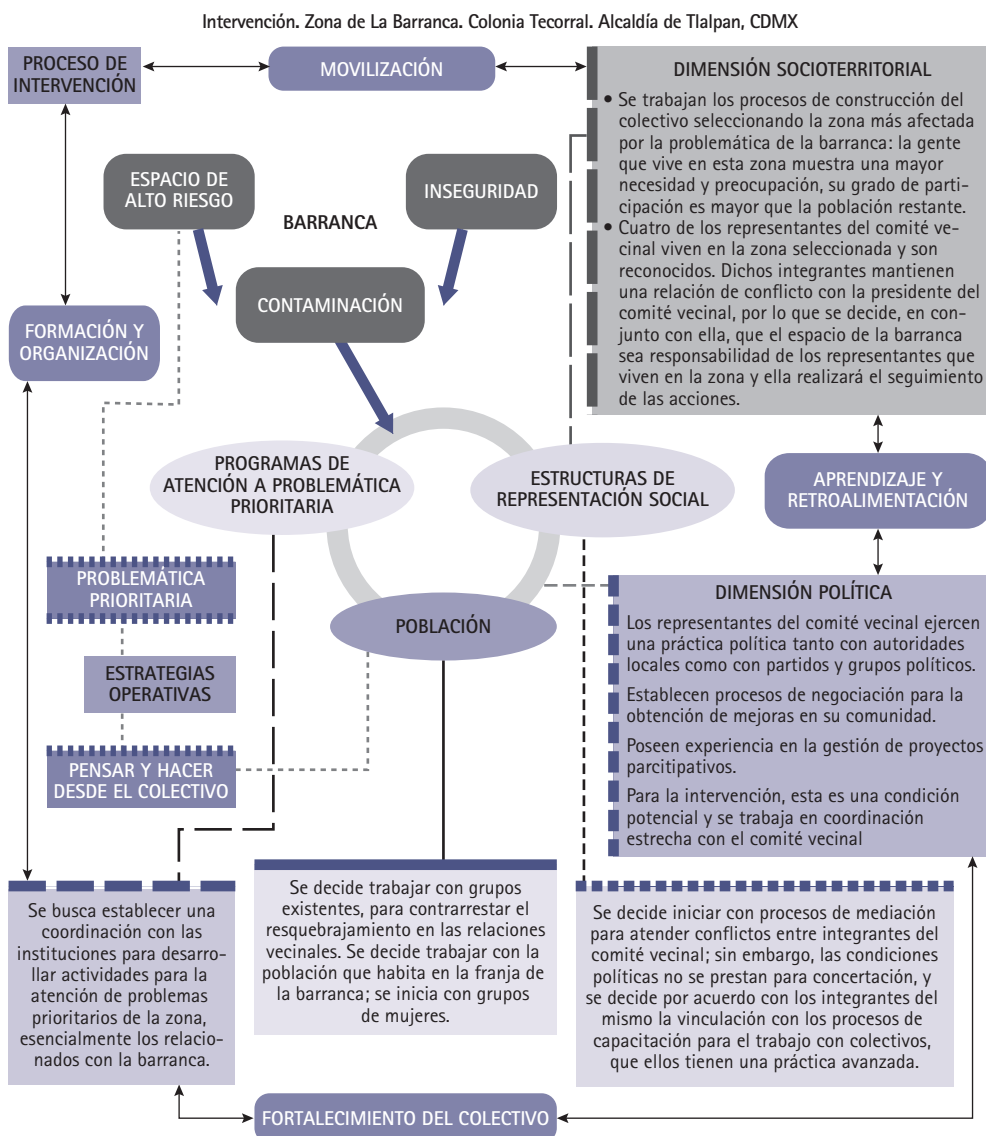 Intervención. Zona de La Barranca. Colonia Tecorral. Alcaldía de Tlalpan, CDMX
PROCESO DE
INTERVENCIÓN
MOVILIZACIÓN
DIMENSIÓN SOCIOTERRITORIAL
• Se trabajan los procesos de construcción del
colectivo seleccionando la zona más afectada
por la problemática de la barranca: la gente
que vive en esta zona muestra una mayor
necesidad y preocupación, su grado de parti-
cipación es mayor que la población restante.
• Cuatro de los representantes del comité ve-
cinal viven en la zona seleccionada y son
reconocidos. Dichos integrantes mantienen
una relación de conflicto con la presidente del
comité vecinal, por lo que se decide, en con-
junto con ella, que el espacio de la barranca
sea responsabilidad de los representantes que
viven en la zona y ella realizará el seguimiento
de las acciones.
ESPACIO DE
ALTO RIESGO
BARRANCA
INSEGURIDAD
CONTAMINACIÓN
FORMACIÓN Y
ORGANIZACIÓN
PROGRAMAS DE
ATENCIÓN A PROBLEMÁTICA
PRIORITARIA
ESTRUCTURAS DE
REPRESENTACIÓN SOCIAL
APRENDIZAJE Y
RETROALIMENTACIÓN
PROBLEMÁTICA
PRIORITARIA
POBLACIÓN
ESTRATEGIAS
OPERATIVAS
PENSAR Y HACER
DESDE EL COLECTIVO
DIMENSIÓN POLÍTICA
Los representantes del comité vecinal ejercen
una práctica política tanto con autoridades
locales como con partidos y grupos políticos.
Establecen procesos de negociación para la
obtención de mejoras en su comunidad.
Poseen experiencia en la gestión de proyectos
parcitipativos.
Para la intervención, esta es una condición
potencial y se trabaja en coordinación
estrecha con el comité vecinal
Se busca establecer una
coordinación con las
instituciones para desarro-
llar actividades para la
atención de problemas
prioritarios de la zona,
esencialmente los relacio-
nados con la barranca.
Se decide trabajar con grupos
existentes, para contrarrestar el
resquebrajamiento en las relaciones
vecinales. Se decide trabajar con la
población que habita en la franja de
la barranca; se inicia con grupos
de mujeres.
Se decide iniciar con procesos de mediación
para atender conflictos entre integrantes del
comité vecinal; sin embargo, las condiciones
políticas no se prestan para concertación, y
se decide por acuerdo con los integrantes del
mismo la vinculación con los procesos de
capacitación para el trabajo con colectivos,
que ellos tienen una práctica avanzada.
FORTALECIMIENTO DEL COLECTIVO